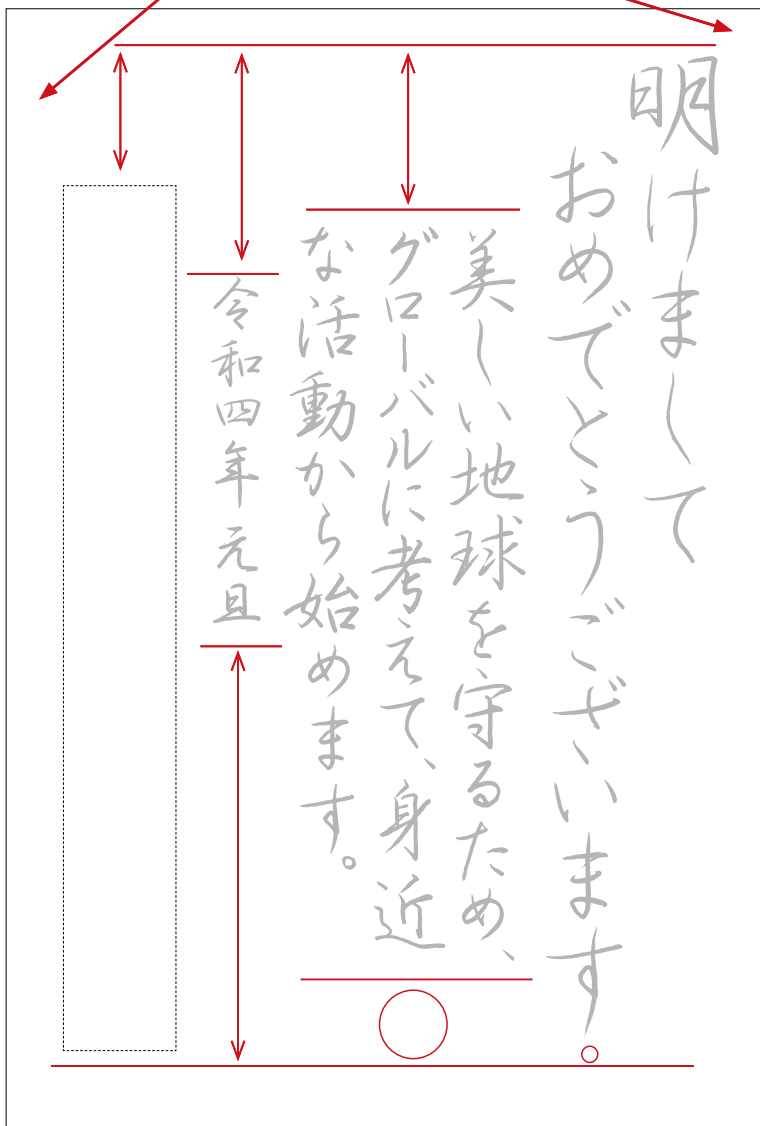 明けまして
おめでとうございます
美しい地球を守るため、
グローバルに考えて、身近
な活動から始めます。
令和四年元旦